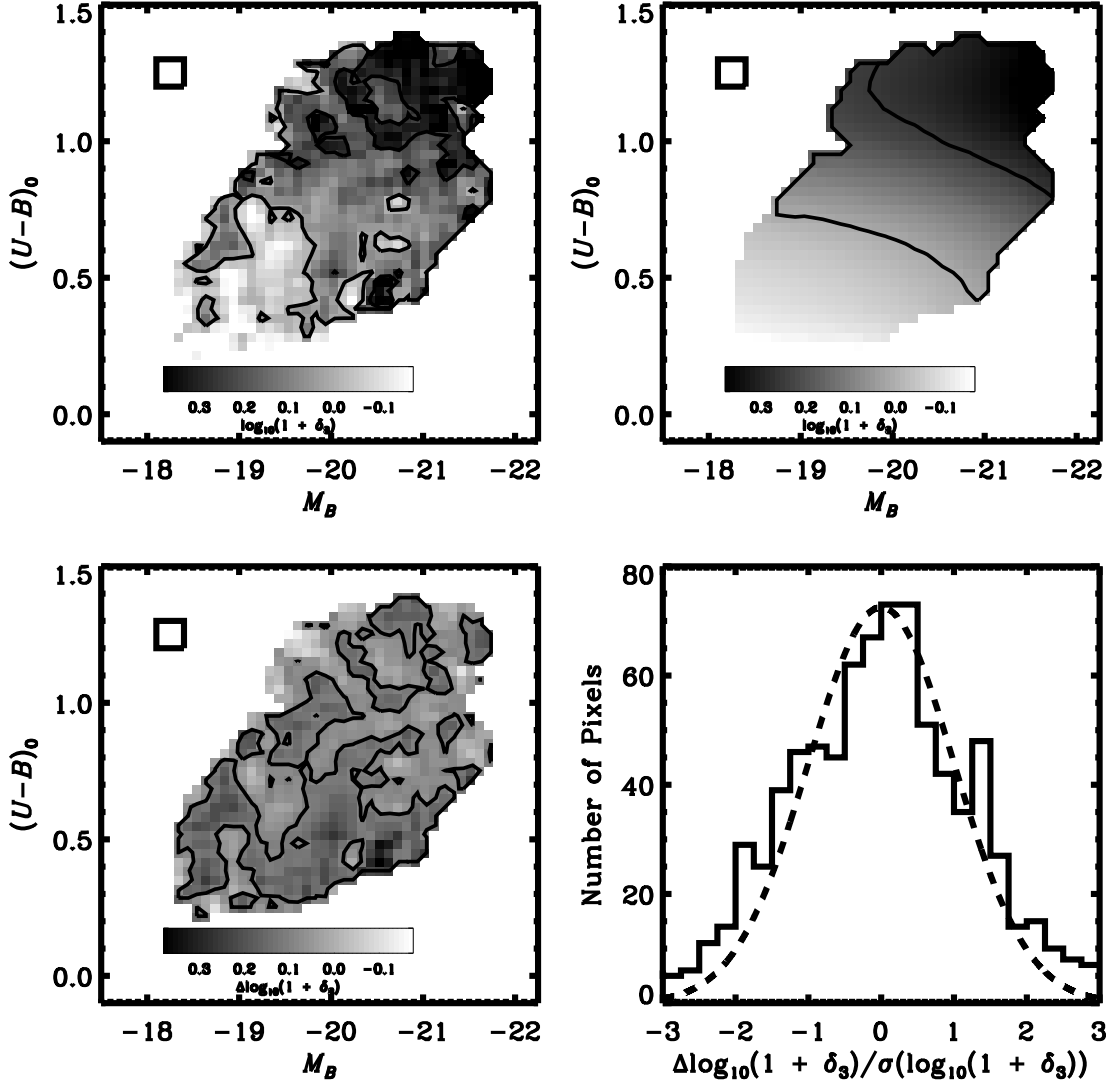 1.5
1.0
0.5
0.0
(U−B)₀
0.3 0.2 0.1 0.0 −0.1
log₁₀(1 + δ₃)
−18 −19 −20 −21 −22
M_B
1.5
1.0
0.5
0.0
(U−B)₀
0.3 0.2 0.1 0.0 −0.1
log₁₀(1 + δ₃)
−18 −19 −20 −21 −22
M_B
1.5
1.0
0.5
0.0
(U−B)₀
0.3 0.2 0.1 0.0 −0.1
Δlog₁₀(1 + δ₃)
−18 −19 −20 −21 −22
M_B
80
60
40
20
0
Number of Pixels
−3 −2 −1 0 1 2 3
Δlog₁₀(1 + δ₃)/σ(log₁₀(1 + δ₃))